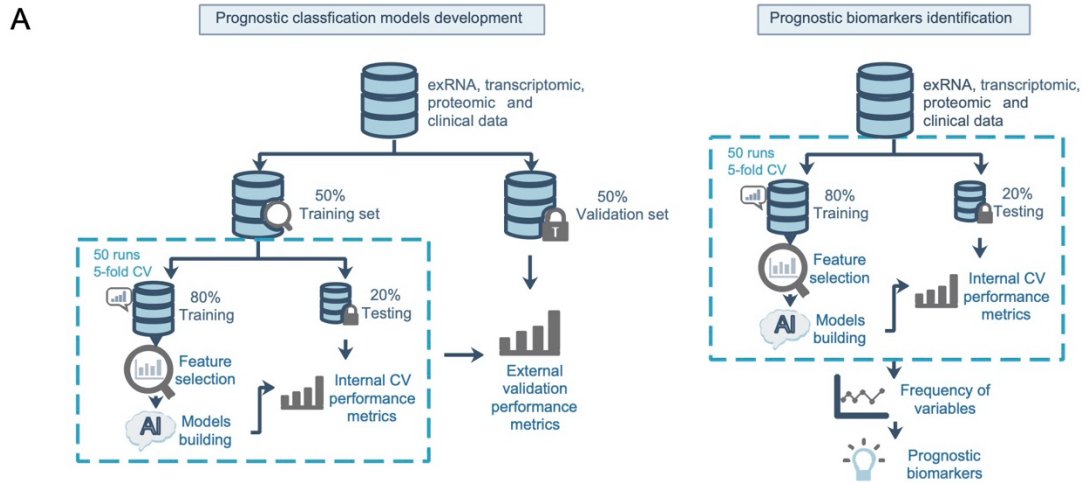 A
Prognostic classfication models development
exRNA, transcriptomic,
proteomic and
clinical data
50%
Training set
50%
Validation set
T
50 runs
5-fold CV
80%
Training
20%
Testing
Feature
selection
AI
Models
building
Internal CV
performance
metrics
External
validation
performance
metrics
Prognostic biomarkers identification
exRNA, transcriptomic,
proteomic and
clinical data
50 runs
5-fold CV
80%
Training
20%
Testing
Feature
selection
AI
Models
building
Internal CV
performance
metrics
Frequency of
variables
Prognostic
biomarkers